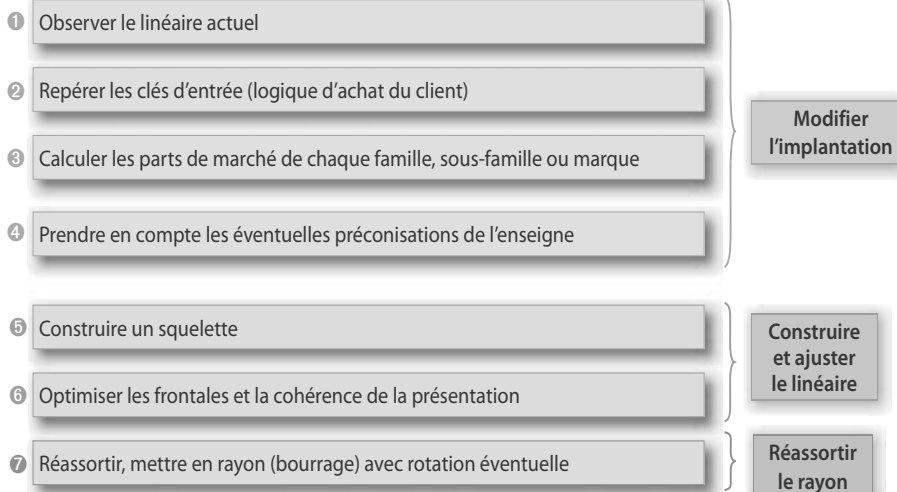 ❶ Observer le linéaire actuel
❷ Repérer les clés d’entrée (logique d’achat du client)
❸ Calculer les parts de marché de chaque famille, sous-famille ou marque
❹ Prendre en compte les éventuelles préconisations de l’enseigne
Modifier
l’implantation
❺ Construire un squelette
❻ Optimiser les frontales et la cohérence de la présentation
Construire
et ajuster
le linéaire
❼ Réassortir, mettre en rayon (bourrage) avec rotation éventuelle
Réassortir
le rayon